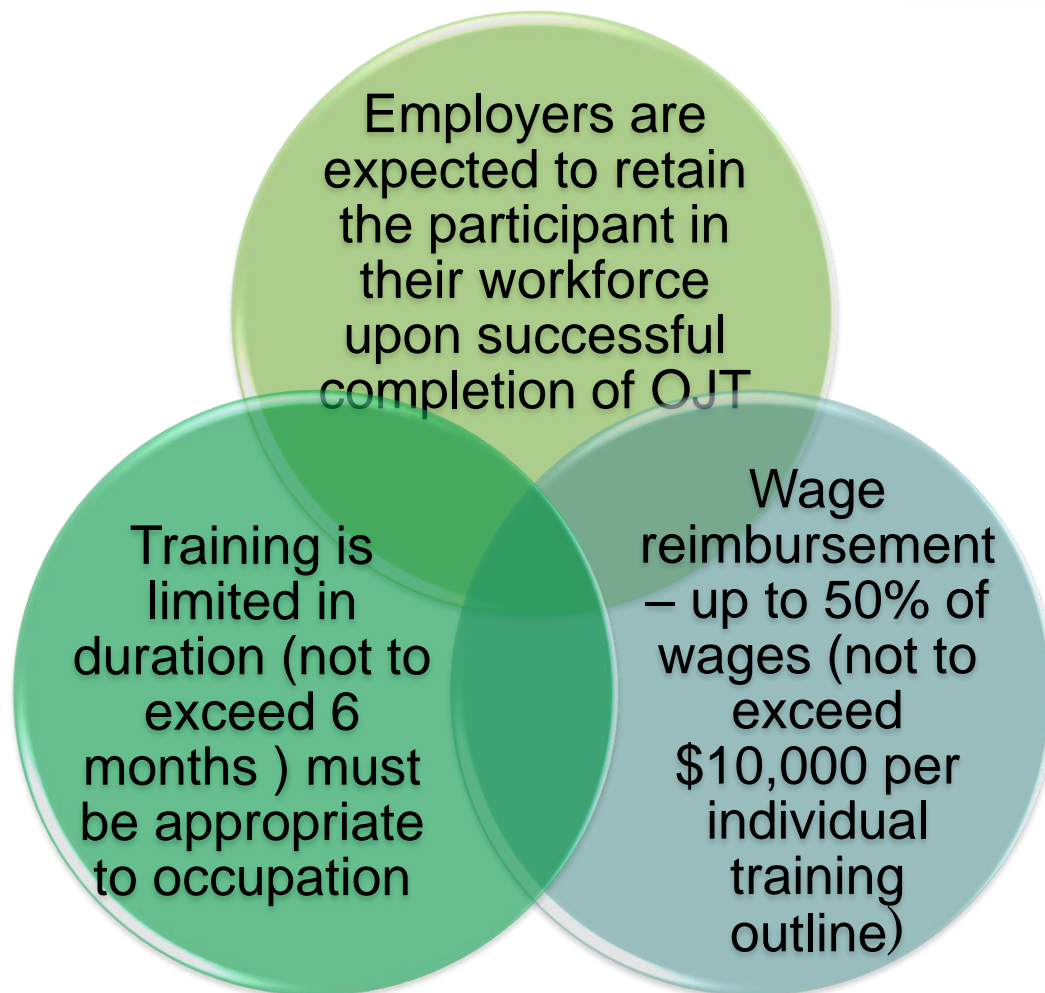 Employers are
expected to retain
the participant in
their workforce
upon successful
completion of OJT
Training is
limited in
duration (not to
exceed 6
months ) must
be appropriate
to occupation
Wage
reimbursement
– up to 50% of
wages (not to
exceed
$10,000 per
individual
training
outline)